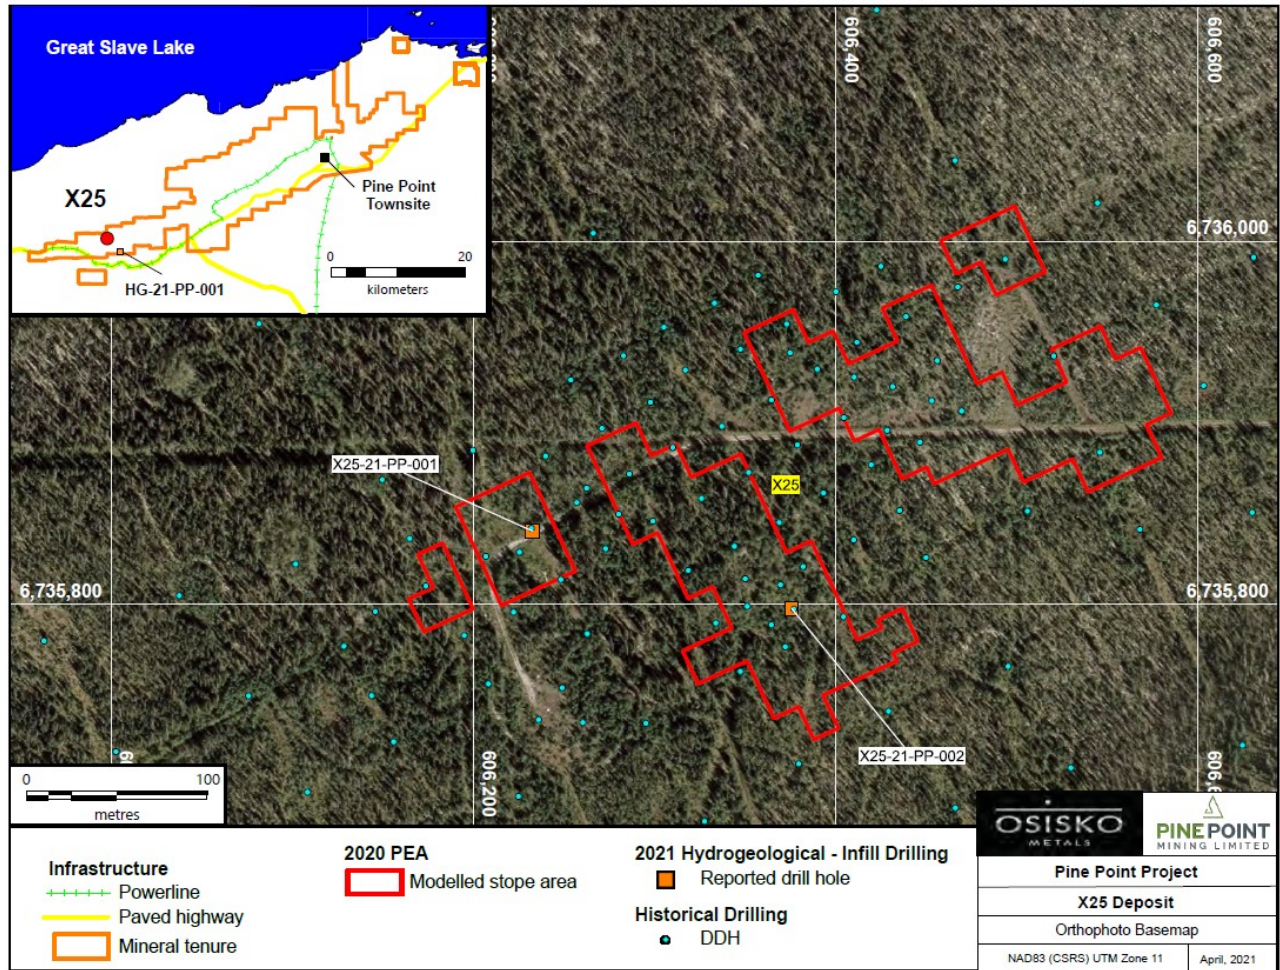 Great Slave Lake
X25
Pine Point
Townsite
0 20
kilometers
HG-21-PP-001
606,400
606,600
6,736,000
X25-21-PP-001
X25
6,735,800
6,735,800
606,200
X25-21-PP-002
0 100
metres
Infrastructure
Powerline
Paved highway
Mineral tenure
2020 PEA
Modelled stope area
2021 Hydrogeological - Infill Drilling
Reported drill hole
Historical Drilling
DDH
OSISKO
METALS
PINE POINT
MINING LIMITED
Pine Point Project
X25 Deposit
Orthophoto Basemap
NAD83 (CSRS) UTM Zone 11
April, 2021